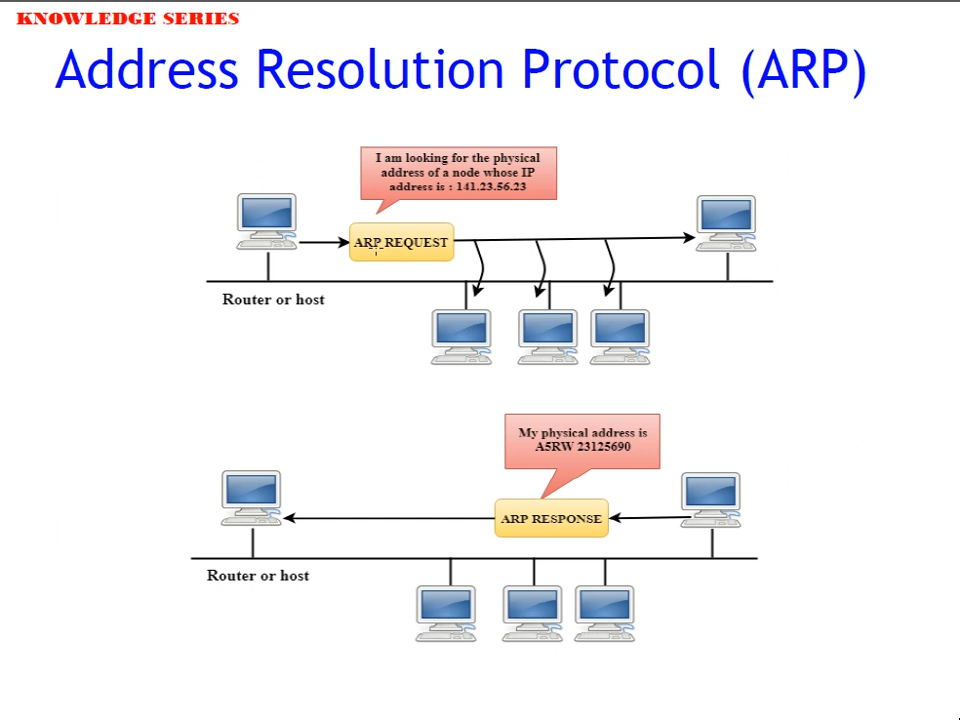 KNOWLEDGE SERIES
Address Resolution Protocol (ARP)
I am looking for the physical
address of a node whose IP
address is : 141.23.56.23
ARP REQUEST
Router or host
My physical address is
A5RW 23125690
ARP RESPONSE
Router or host